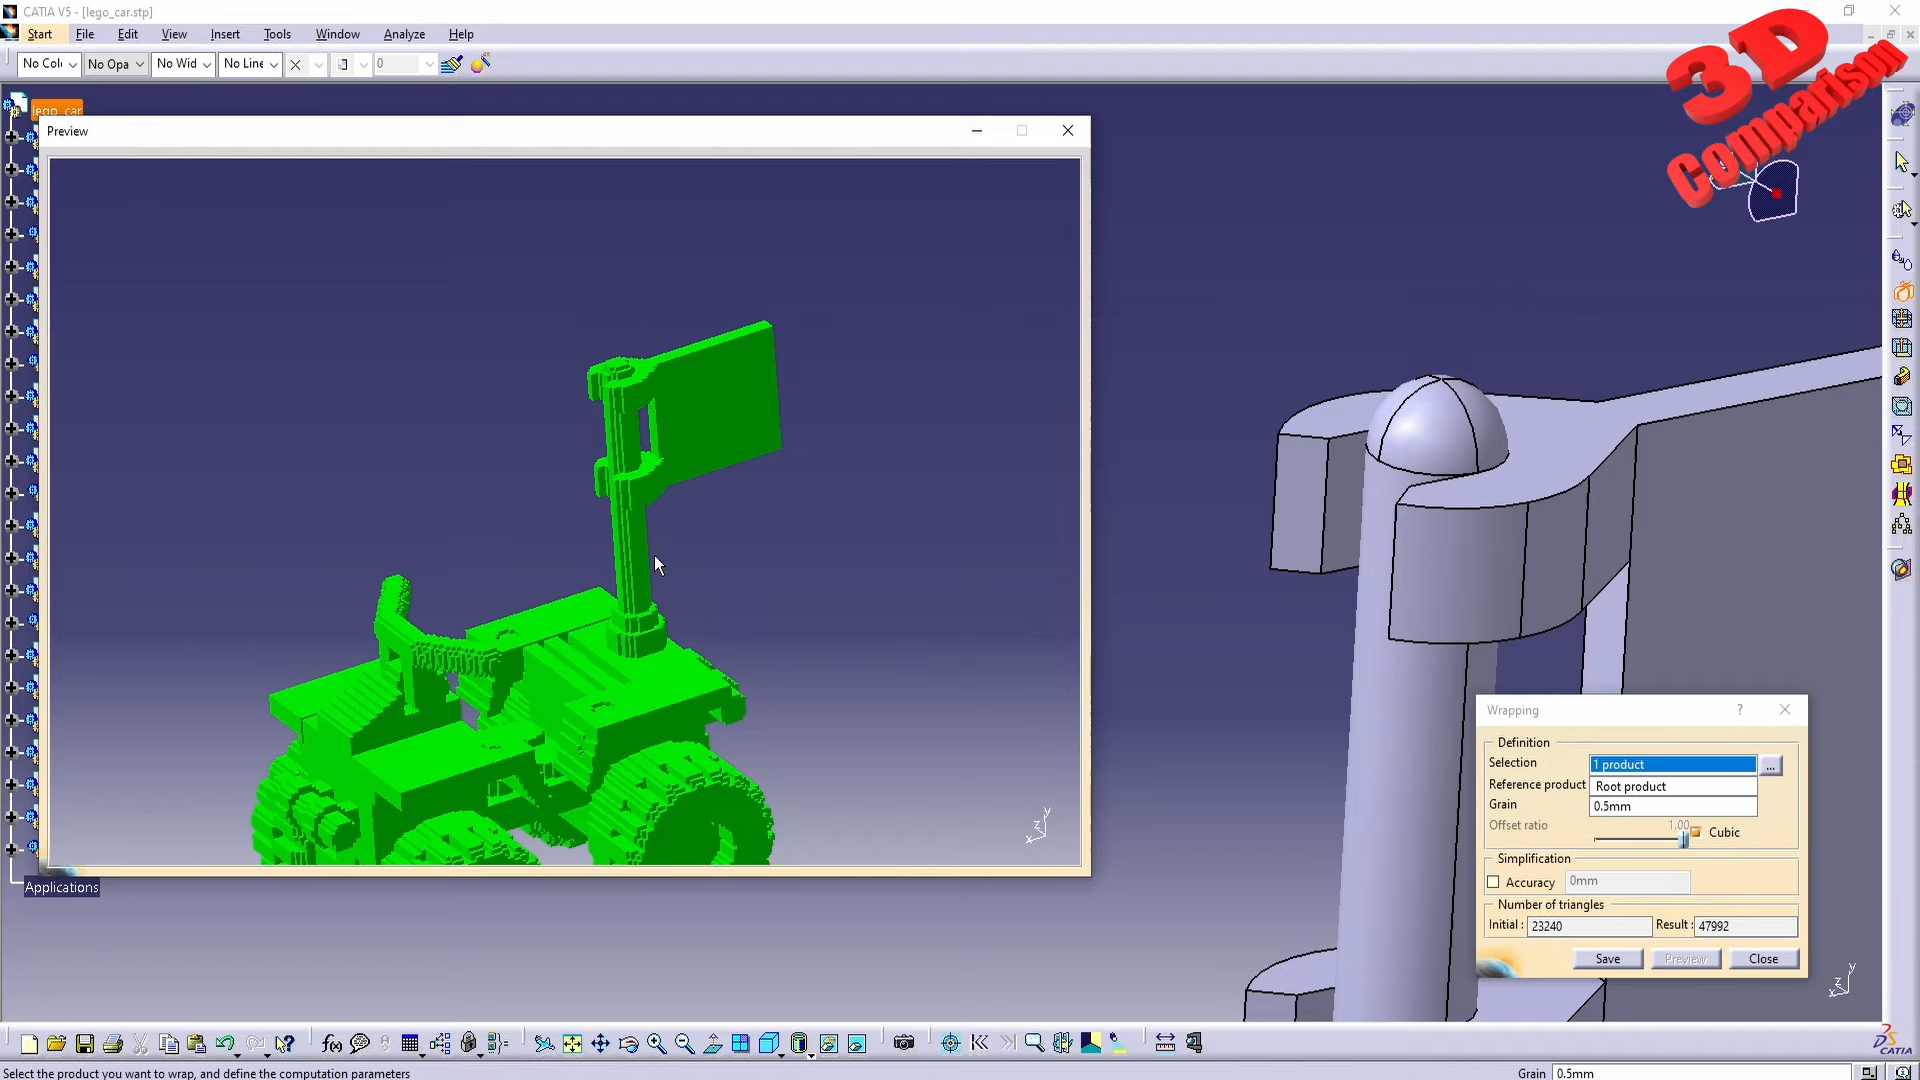 CATIA V5 - [lego_car.stp]
Start File Edit View Insert Tools Window Analyze Help
No Col No Opa No Wid No Line 0
lego_car
Preview
3D
Comparison
z y
x
Applications
Wrapping ?
Definition
Selection 1 product ...
Reference product Root product
Grain 0.5mm
Offset ratio 1.00 Cubic
Simplification
Accuracy 0mm
Number of triangles
Initial : 23240 Result : 47992
Save Preview Close
z y
x
f(x)
DS
CATIA
Select the product you want to wrap, and define the computation parameters Grain 0.5mm